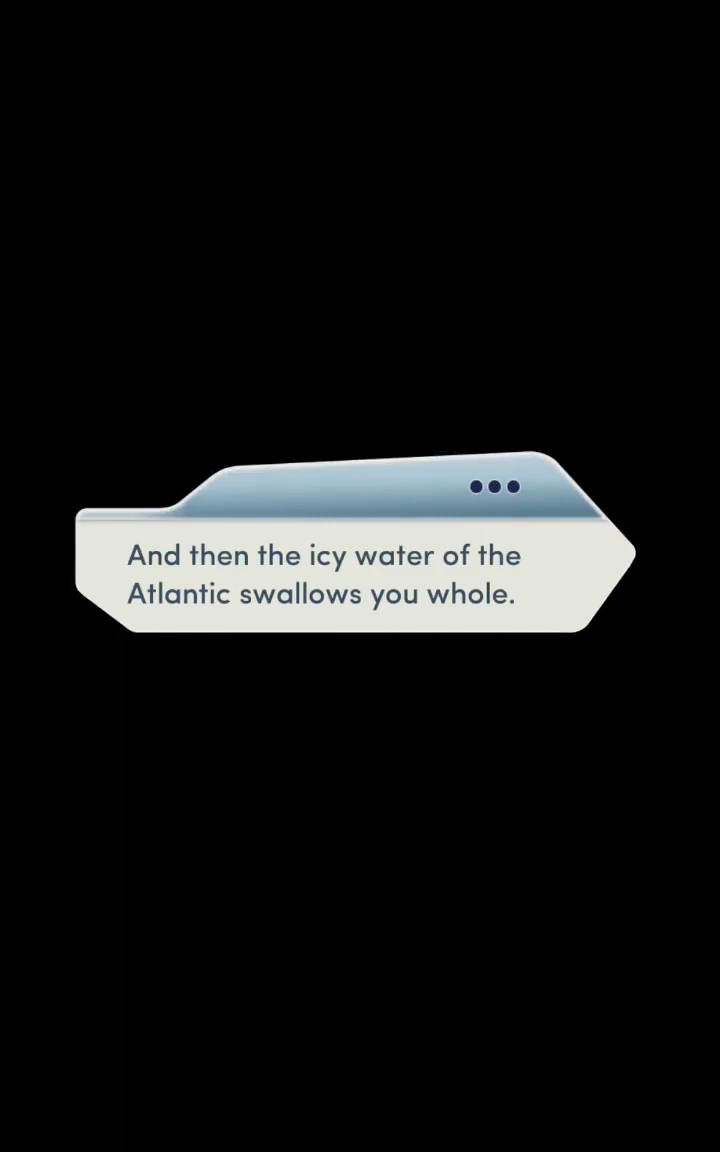 And then the icy water of the
Atlantic swallows you whole.